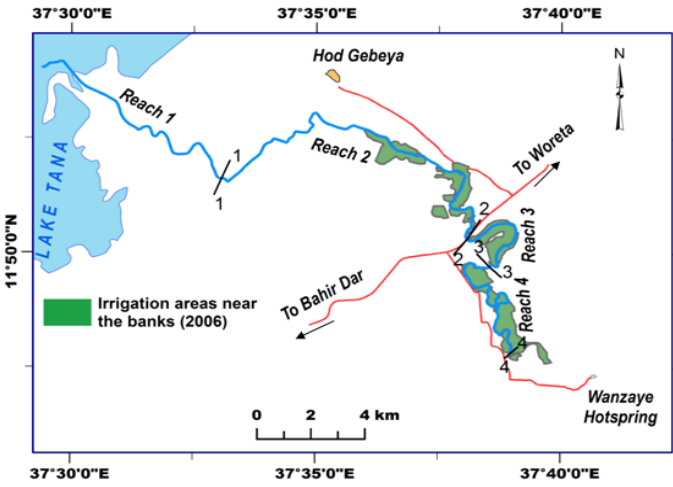 37°30'0"E
37°35'0"E
37°40'0"E
Hod Gebeya
N
Reach 1
1
1
Reach 2
To Woreta
LAKE TANA
2
2
Reach 3
3
3
11°50'0"N
To Bahir Dar
Irrigation areas near
the banks (2006)
Reach 4
4
4
Wanzaye
Hotspring
0 2 4 km
37°30'0"E
37°35'0"E
37°40'0"E